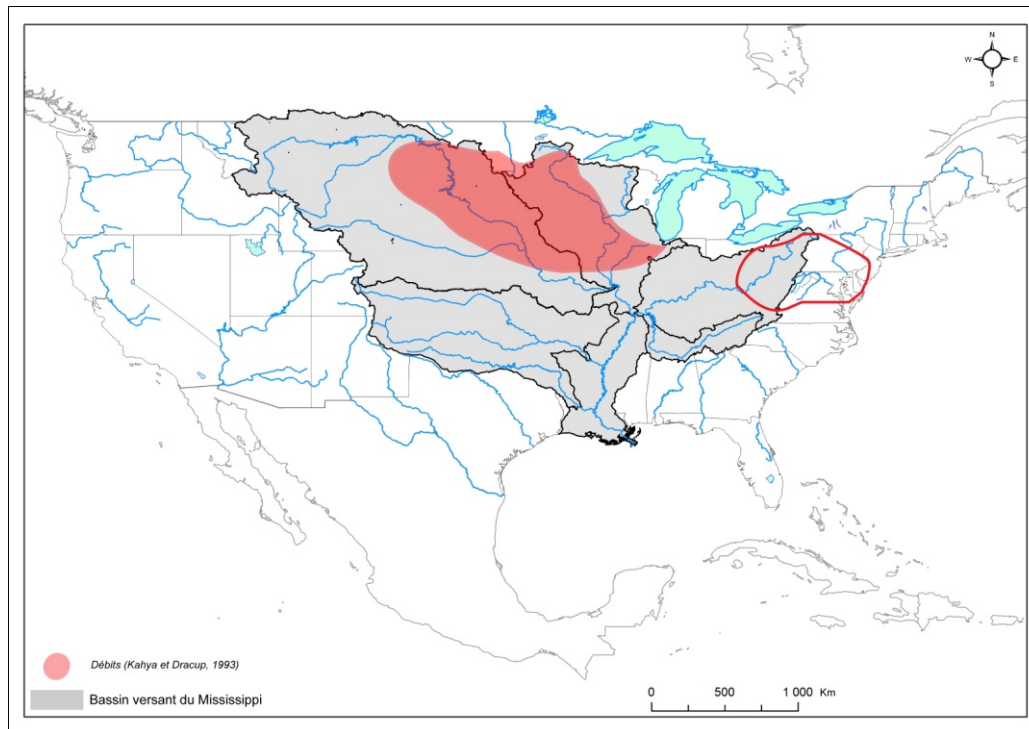 N
W E
S
Débits (Kahya et Dracup, 1993)
Bassin versant du Mississippi
0 500 1 000 Km